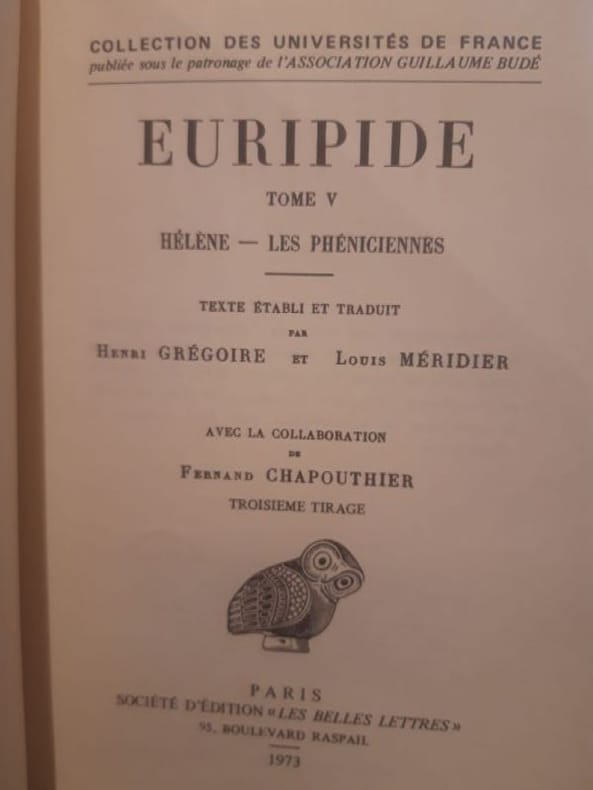 COLLECTION DES UNIVERSITÉS DE FRANCE
publiée sous le patronage de l'ASSOCIATION GUILLAUME BUDÉ
EURIPIDE
TOME V
HÉLÈNE — LES PHÉNICIENNES
TEXTE ÉTABLI ET TRADUIT
PAR
HENRI GRÉGOIRE ET LOUIS MÉRIDIER
AVEC LA COLLABORATION
DE
FERNAND CHAPOUTHIER
TROISIEME TIRAGE
PARIS
SOCIÉTÉ D'ÉDITION «LES BELLES LETTRES»
95, BOULEVARD RASPAIL
1973